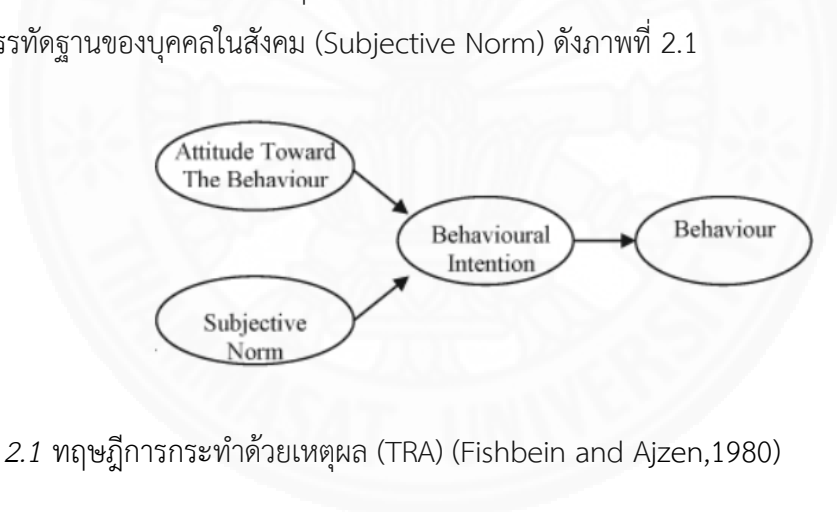 รรทัดฐานของบุคคลในสังคม (Subjective Norm) ดังภาพที่ 2.1
Attitude Toward
The Behaviour
Behavioural
Intention
Behaviour
Subjective
Norm
2.1 ทฤษฎีการกระทำด้วยเหตุผล (TRA) (Fishbein and Ajzen,1980)
THAMMASAT UNIVERSITY